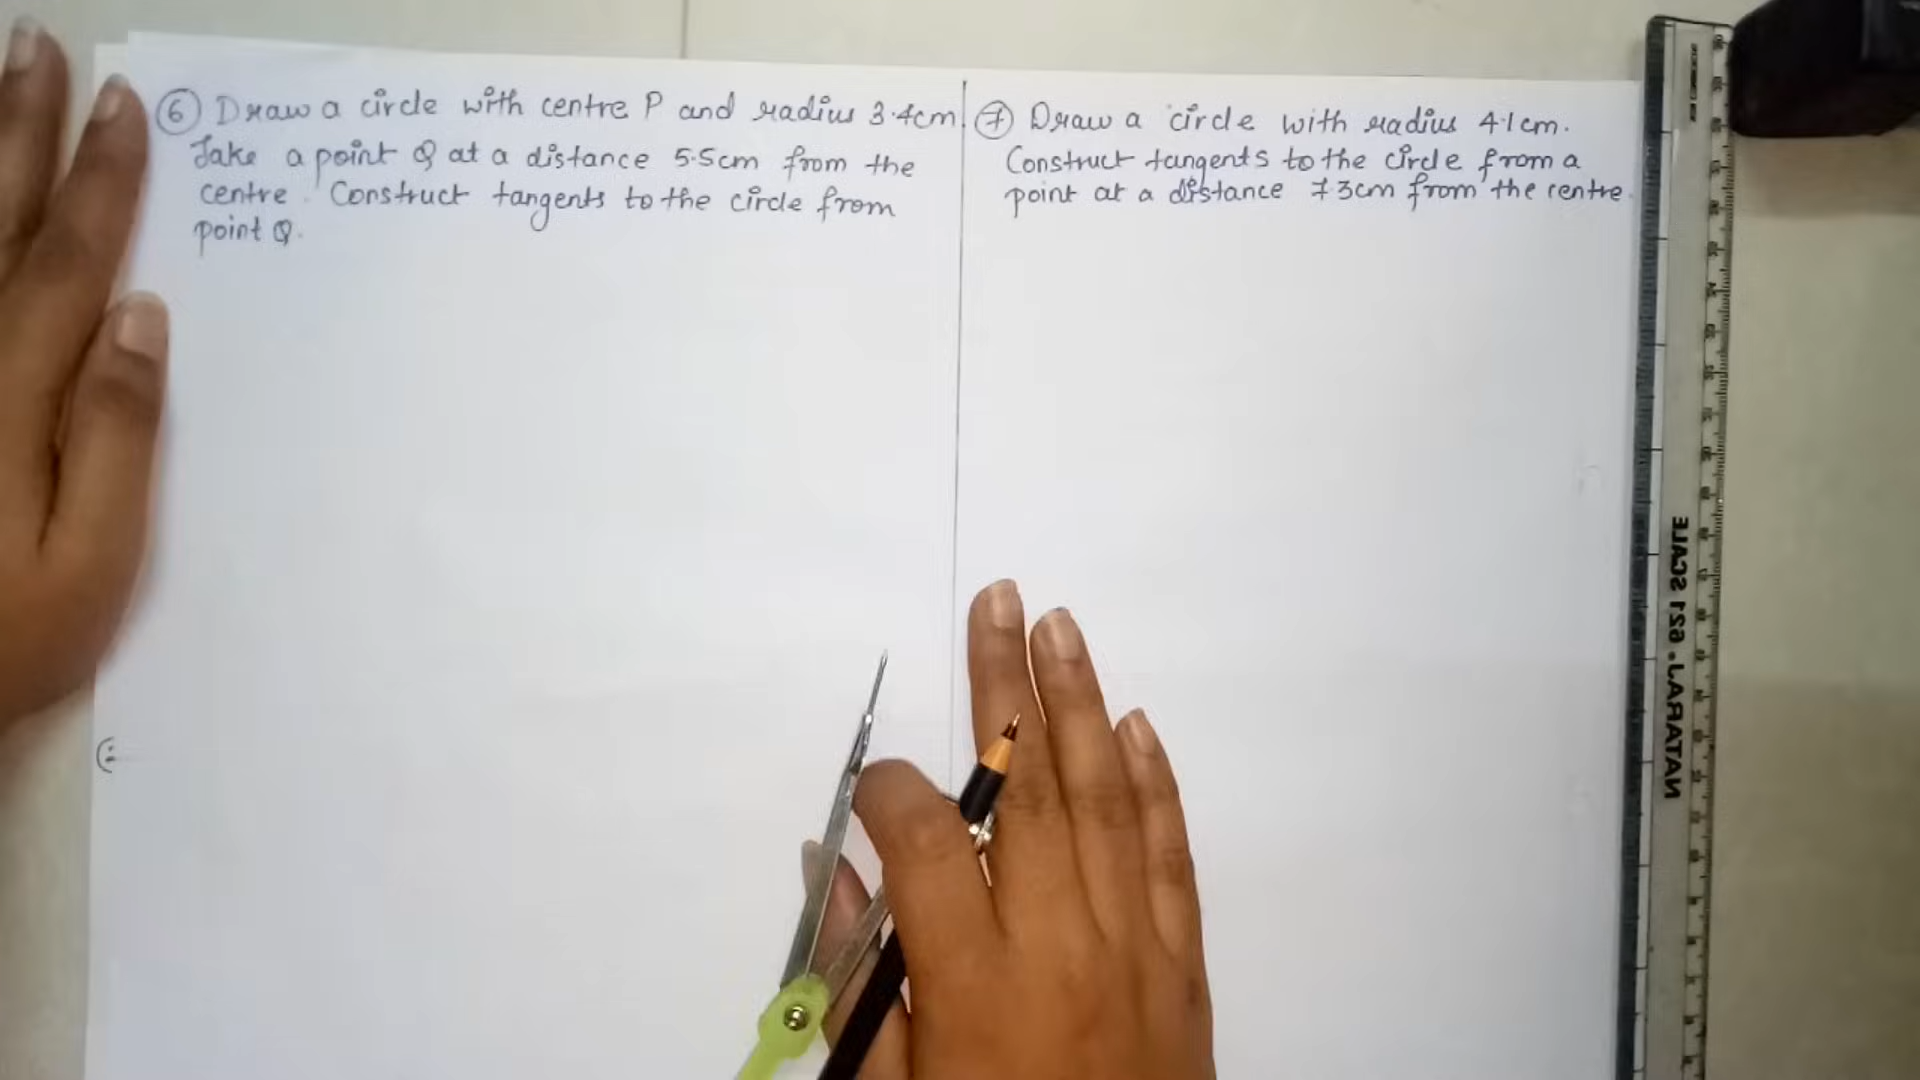 ⑥ Draw a circle with centre P and radius 3.4cm.
Take a point Q at a distance 5.5cm from the
centre. Construct tangents to the circle from
point Q.
⑦ Draw a circle with radius 4.1cm.
Construct tangents to the circle from a
point at a distance 7.3cm from the centre.
NATARAJ. 621 SCALE